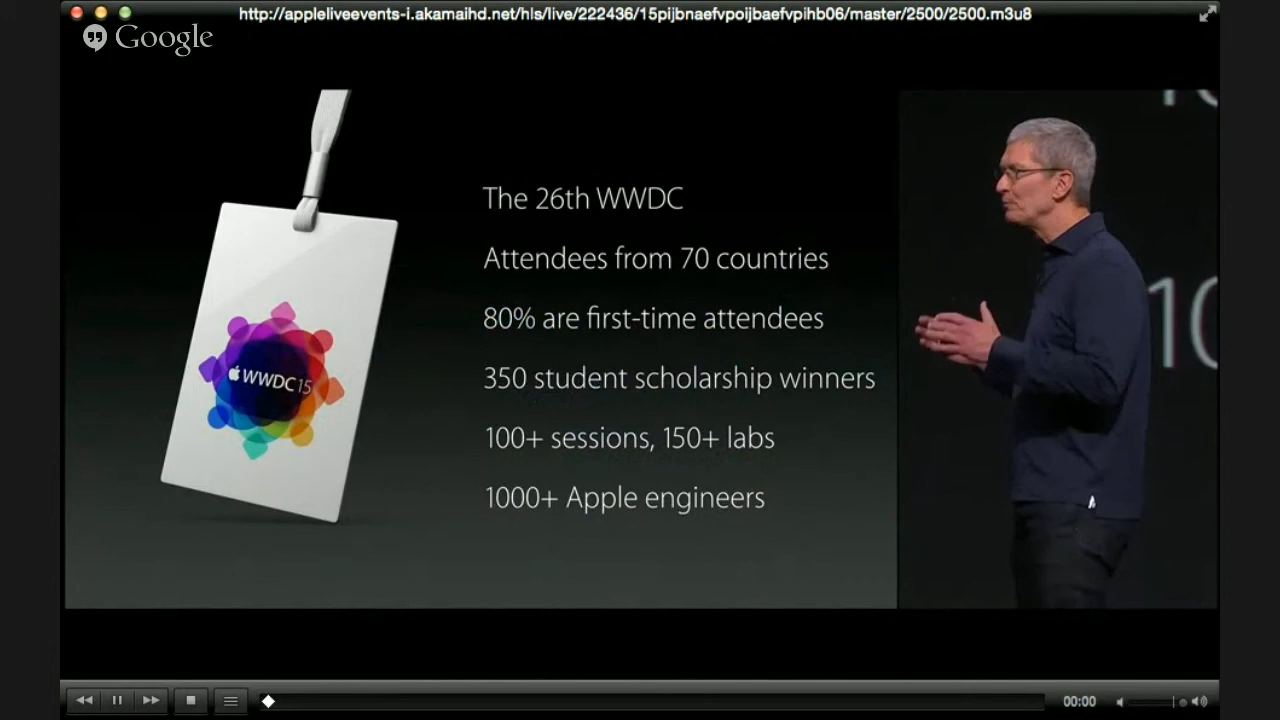 http://appleliveevents-i.akamaihd.net/hls/live/222436/15pijbnaefvpoijbaefvpihb06/master/2500/2500.m3u8
Google
The 26th WWDC
Attendees from 70 countries
80% are first-time attendees
350 student scholarship winners
100+ sessions, 150+ labs
1000+ Apple engineers
WWDC15
10
00:00